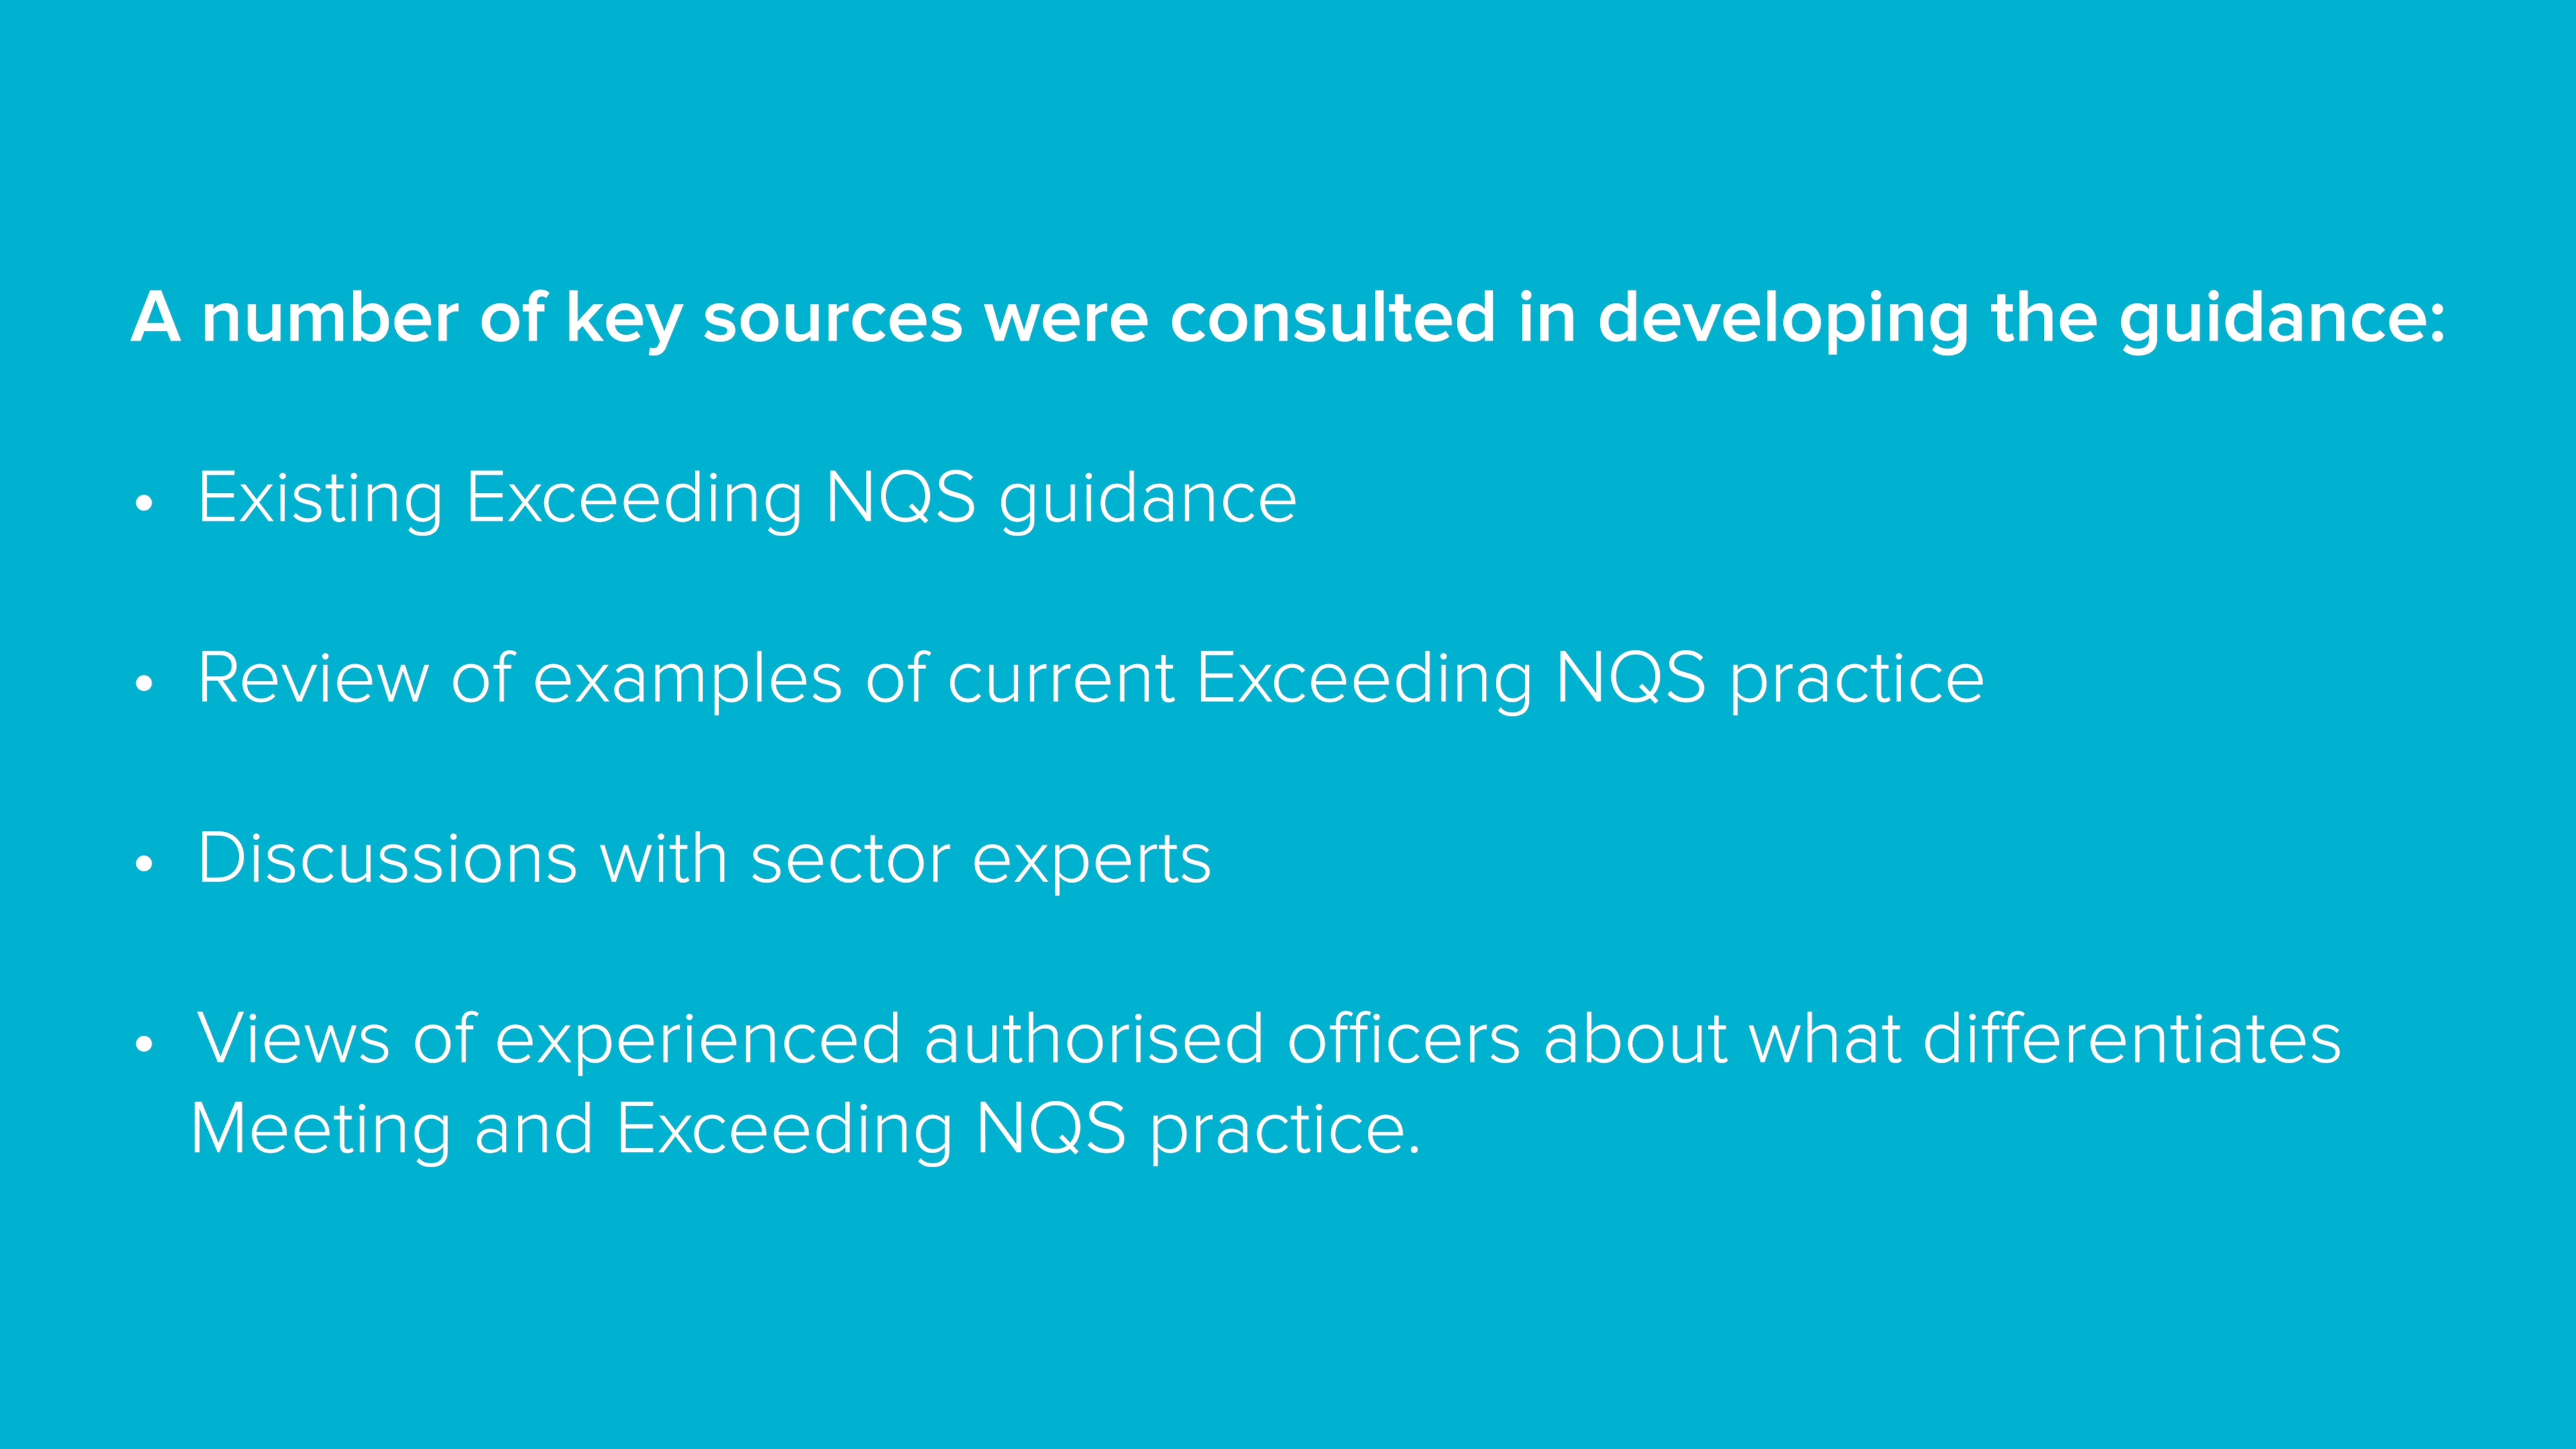 A number of key sources were consulted in developing the guidance:
• Existing Exceeding NQS guidance
• Review of examples of current Exceeding NQS practice
• Discussions with sector experts
• Views of experienced authorised officers about what differentiates
Meeting and Exceeding NQS practice.